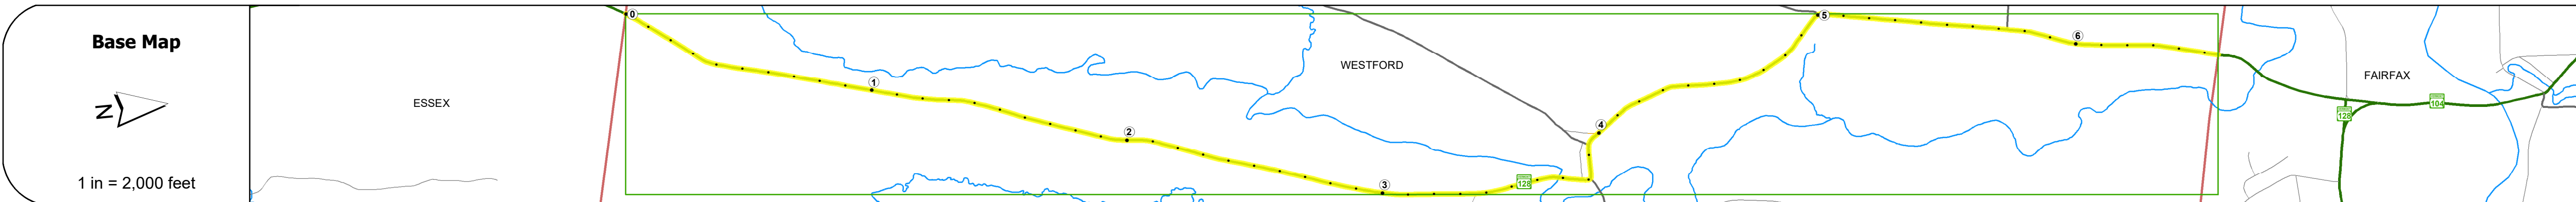 Base Map
N
1 in = 2,000 feet
ESSEX
0
1
2
3
128
WESTFORD
4
5
6
FAIRFAX
128
104